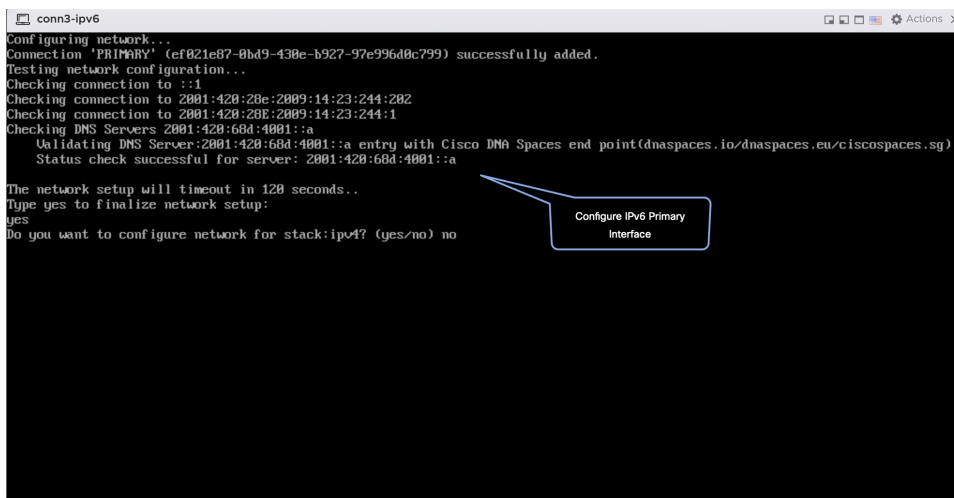 conn3-ipv6
Actions
Configuring network...
Connection 'PRIMARY' (ef021e87-0bd9-430e-b927-97e996d0c799) successfully added.
Testing network configuration...
Checking connection to ::1
Checking connection to 2001:420:28e:2009:14:23:244:202
Checking connection to 2001:420:28E:2009:14:23:244:1
Checking DNS Servers 2001:420:68d:4001::a
Validating DNS Server:2001:420:68d:4001::a entry with Cisco DNA Spaces end point(dnaspaces.io/dnaspaces.eu/ciscospaces.sg)
Status check successful for server: 2001:420:68d:4001::a
The network setup will timeout in 120 seconds..
Type yes to finalize network setup:
yes
Do you want to configure network for stack:ipv4? (yes/no) no
Configure IPv6 Primary
Interface